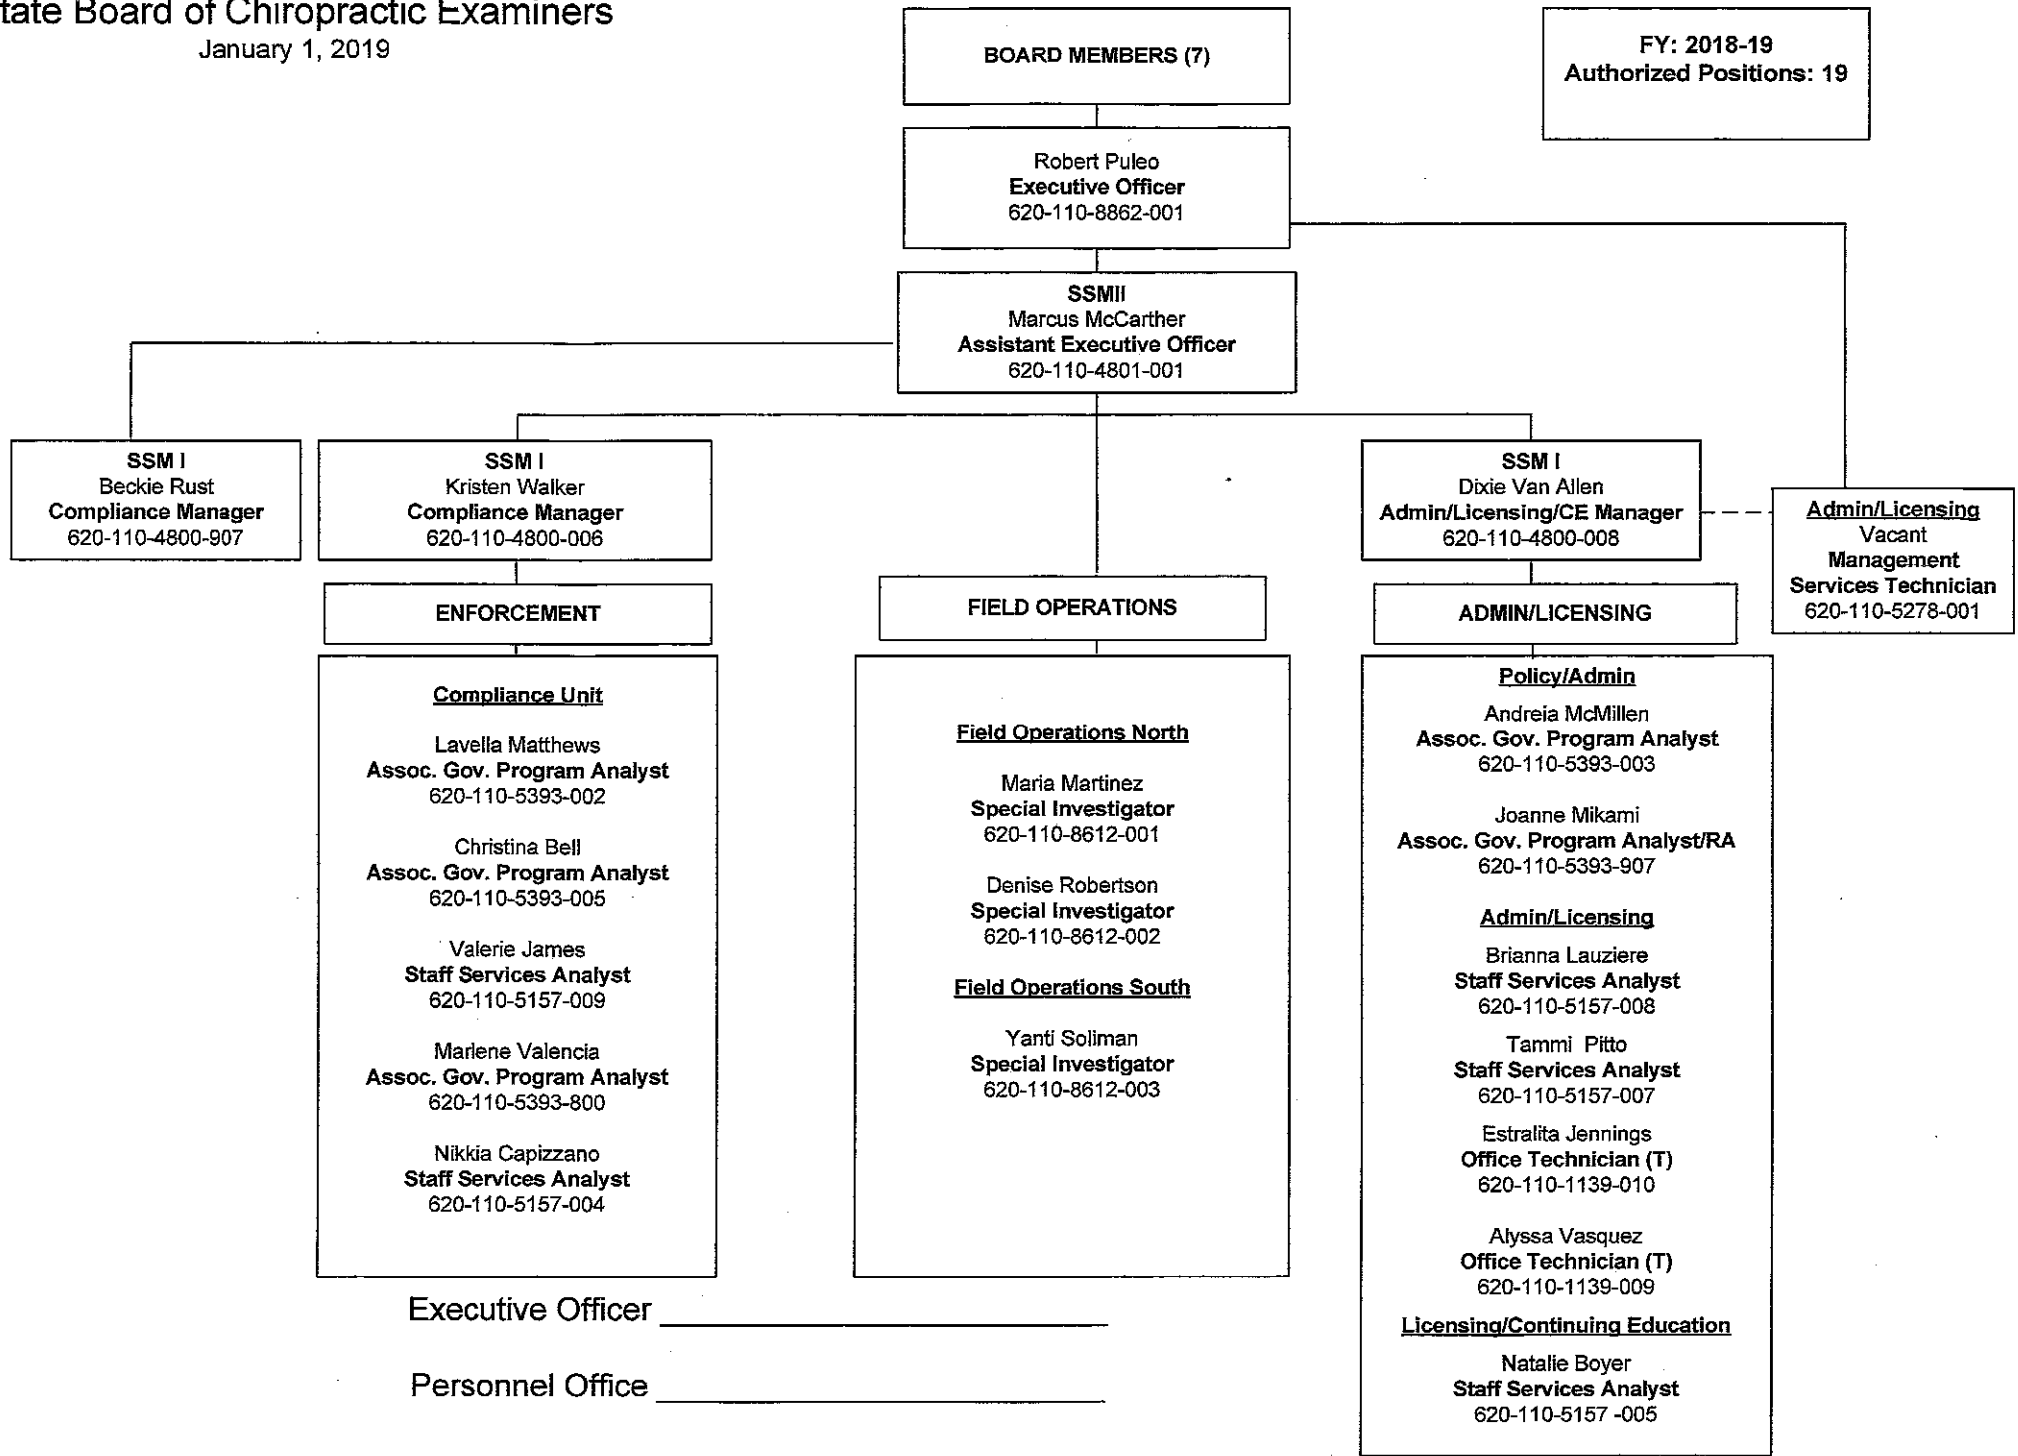 tate Board of Chiropractic Examiners
January 1, 2019
BOARD MEMBERS (7)
FY: 2018-19
Authorized Positions: 19
Robert Puleo
Executive Officer
620-110-8862-001
SSMII
Marcus McCarther
Assistant Executive Officer
620-110-4801-001
SSM I
Beckie Rust
Compliance Manager
620-110-4800-907
SSM I
Kristen Walker
Compliance Manager
620-110-4800-006
SSM I
Dixie Van Allen
Admin/Licensing/CE Manager
620-110-4800-008
Admin/Licensing
Vacant
Management
Services Technician
620-110-5278-001
ENFORCEMENT
FIELD OPERATIONS
ADMIN/LICENSING
Compliance Unit
Lavella Matthews
Assoc. Gov. Program Analyst
620-110-5393-002
Christina Bell
Assoc. Gov. Program Analyst
620-110-5393-005
Valerie James
Staff Services Analyst
620-110-5157-009
Marlene Valencia
Assoc. Gov. Program Analyst
620-110-5393-800
Nikkia Capizzano
Staff Services Analyst
620-110-5157-004
Field Operations North
Maria Martinez
Special Investigator
620-110-8612-001
Denise Robertson
Special Investigator
620-110-8612-002
Field Operations South
Yanti Soliman
Special Investigator
620-110-8612-003
Policy/Admin
Andreia McMillen
Assoc. Gov. Program Analyst
620-110-5393-003
Joanne Mikami
Assoc. Gov. Program Analyst/RA
620-110-5393-907
Admin/Licensing
Brianna Lauziere
Staff Services Analyst
620-110-5157-008
Tammi Pitto
Staff Services Analyst
620-110-5157-007
Estralita Jennings
Office Technician (T)
620-110-1139-010
Alyssa Vasquez
Office Technician (T)
620-110-1139-009
Licensing/Continuing Education
Natalie Boyer
Staff Services Analyst
620-110-5157 -005
Executive Officer
Personnel Office